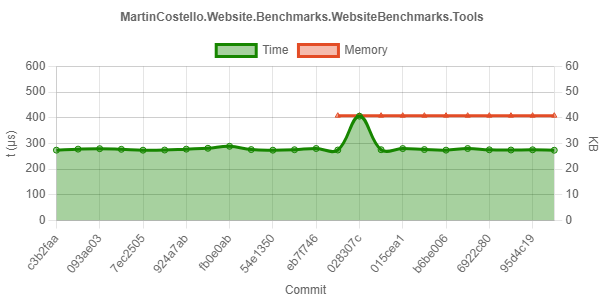 MartinCostello.Website.Benchmarks.WebsiteBenchmarks.Tools
Time Memory
600 60
500 50
400 40
300 30
200 20
100 10
0 0
t (µs)
KB
c3b2faa 093ae03 7ec2505 924a7ab fb0e0ab 54e1350 eb7f746 028307c 015cea1 b6be006 6922c80 95d4c19
Commit